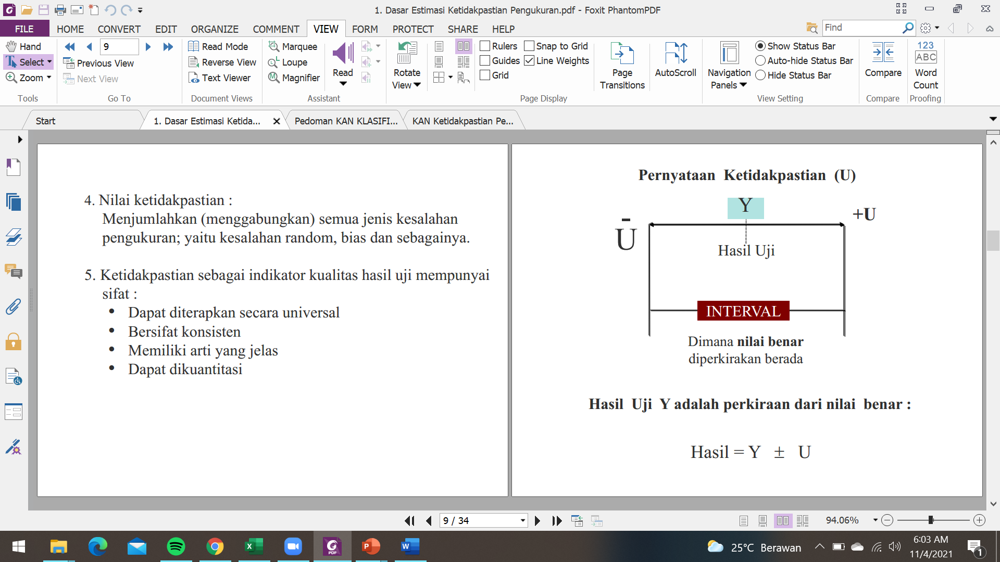 1. Dasar Estimasi Ketidakpastian Pengukuran.pdf - Foxit PhantomPDF
FILE HOME CONVERT EDIT ORGANIZE COMMENT VIEW FORM PROTECT SHARE HELP Find
Hand
Select
Zoom
Tools
9
Previous View
Next View
Go To
Read Mode
Reverse View
Text Viewer
Document Views
Marquee
Loupe
Magnifier
Read
Assistant
Rotate
View
Rulers
Guides
Grid
Snap to Grid
Line Weights
Page Display
Page
Transitions
AutoScroll
Navigation
Panels
Show Status Bar
Auto-hide Status Bar
Hide Status Bar
View Setting
Compare
Compare
123
ABC
Word
Count
Proofing
Start
1. Dasar Estimasi Ketida...
Pedoman KAN KLASIFI...
KAN Ketidakpastian Pe...
4. Nilai ketidakpastian :
Menjumlahkan (menggabungkan) semua jenis kesalahan
pengukuran; yaitu kesalahan random, bias dan sebagainya.
5. Ketidakpastian sebagai indikator kualitas hasil uji mempunyai
sifat :
• Dapat diterapkan secara universal
• Bersifat konsisten
• Memiliki arti yang jelas
• Dapat dikuantitasi
Pernyataan Ketidakpastian (U)
Y
+U
-
U
Hasil Uji
INTERVAL
Dimana nilai benar
diperkirakan berada
Hasil Uji Y adalah perkiraan dari nilai benar :
Hasil = Y ± U
9 / 34
94.06%
PDF
25°C Berawan
6:03 AM
11/4/2021
1